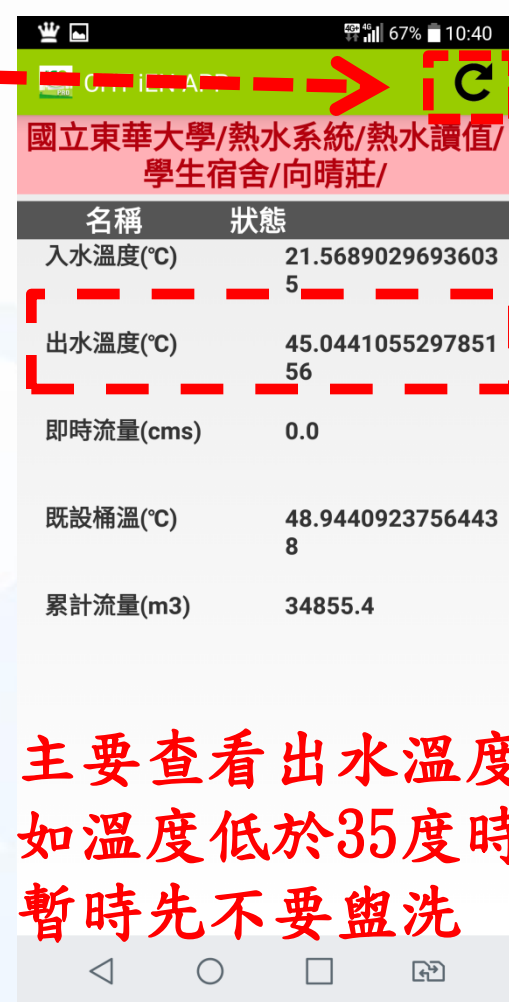 67% 10:40
APP
國立東華大學/熱水系統/熱水讀值/
學生宿舍/向晴莊/
名稱 狀態
入水溫度(℃) 21.5689029693603
5
出水溫度(℃) 45.0441055297851
56
即時流量(cms) 0.0
既設桶溫(℃) 48.9440923756443
8
累計流量(m3) 34855.4
主要查看出水溫度
如溫度低於35度時
暫時先不要盥洗